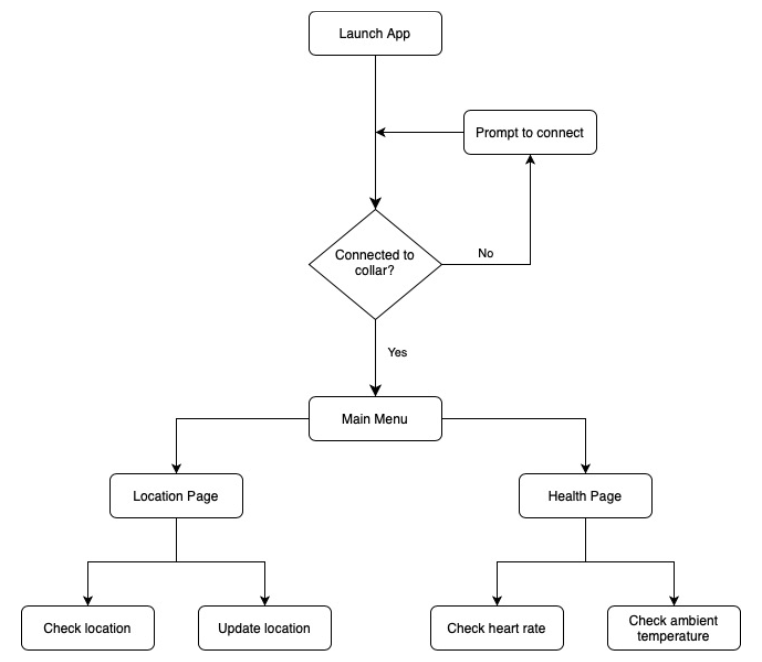 Launch App
Prompt to connect
Connected to
collar?
No
Yes
Main Menu
Location Page
Health Page
Check location
Update location
Check heart rate
Check ambient
temperature